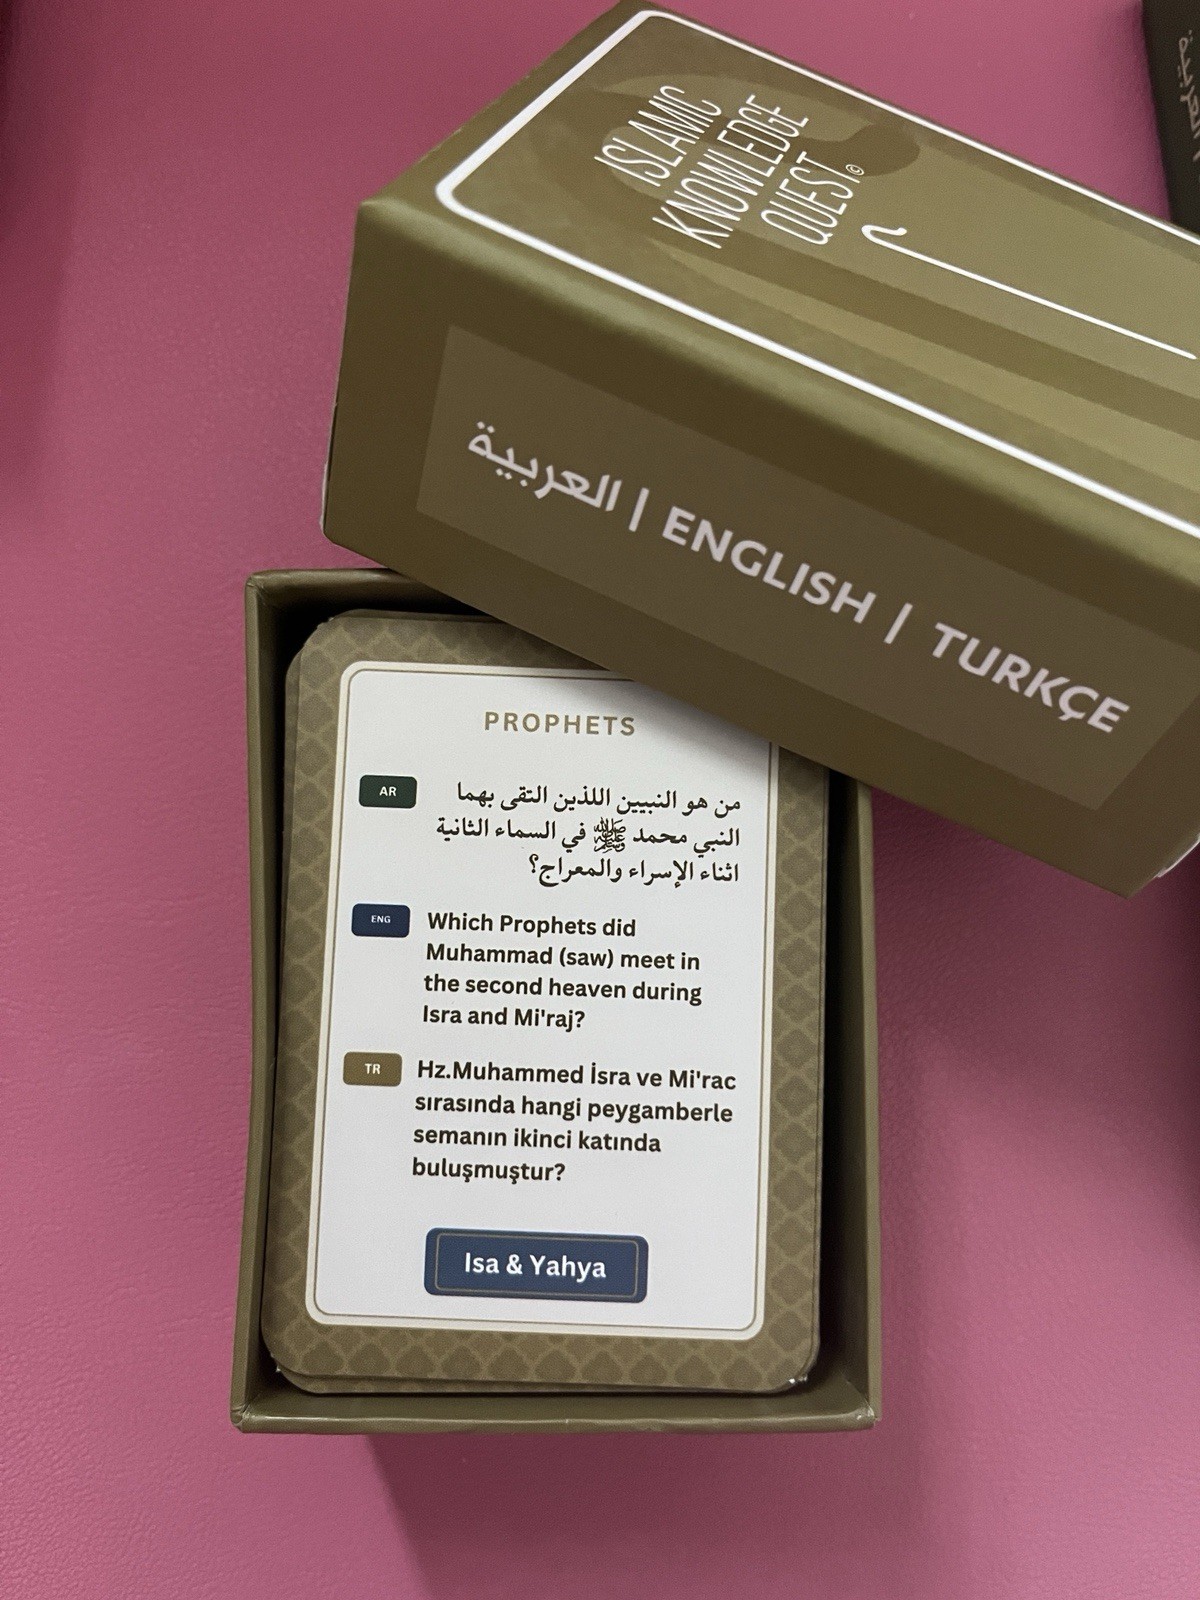 ISLAMIC
KNOWLEDGE
QUEST©
العربية | ENGLISH | TURKÇE
العربية
PROPHETS
AR
من هو النبيين اللذين التقى بهما
النبي محمد ﷺ في السماء الثانية
اثناء الإسراء والمعراج؟
ENG
Which Prophets did
Muhammad (saw) meet in
the second heaven during
Isra and Mi'raj?
TR
Hz.Muhammed İsra ve Mi'rac
sırasında hangi peygamberle
semanın ikinci katında
buluşmuştur?
Isa & Yahya